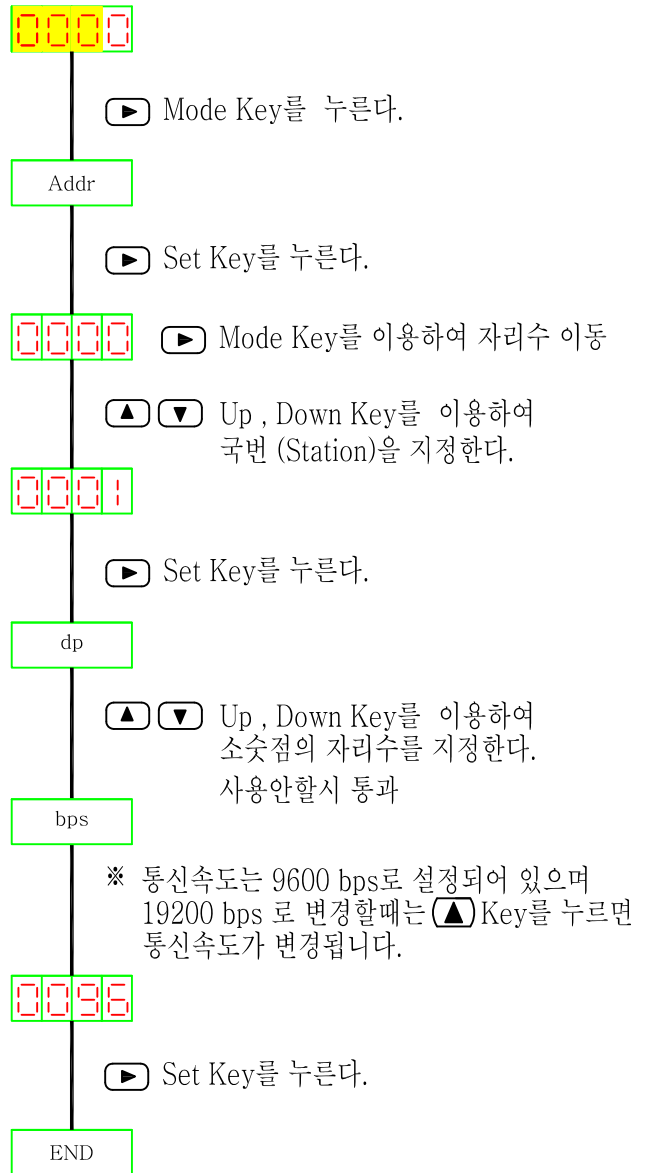 0000
Mode Key를 누른다.
Addr
Set Key를 누른다.
0000 Mode Key를 이용하여 자리수 이동
Up , Down Key를 이용하여
국번 (Station)을 지정한다.
0001
Set Key를 누른다.
dp
Up , Down Key를 이용하여
소숫점의 자리수를 지정한다.
사용안할시 통과
bps
※ 통신속도는 9600 bps로 설정되어 있으며
19200 bps 로 변경할때는(▲)Key를 누르면
통신속도가 변경됩니다.
0096
Set Key를 누른다.
END